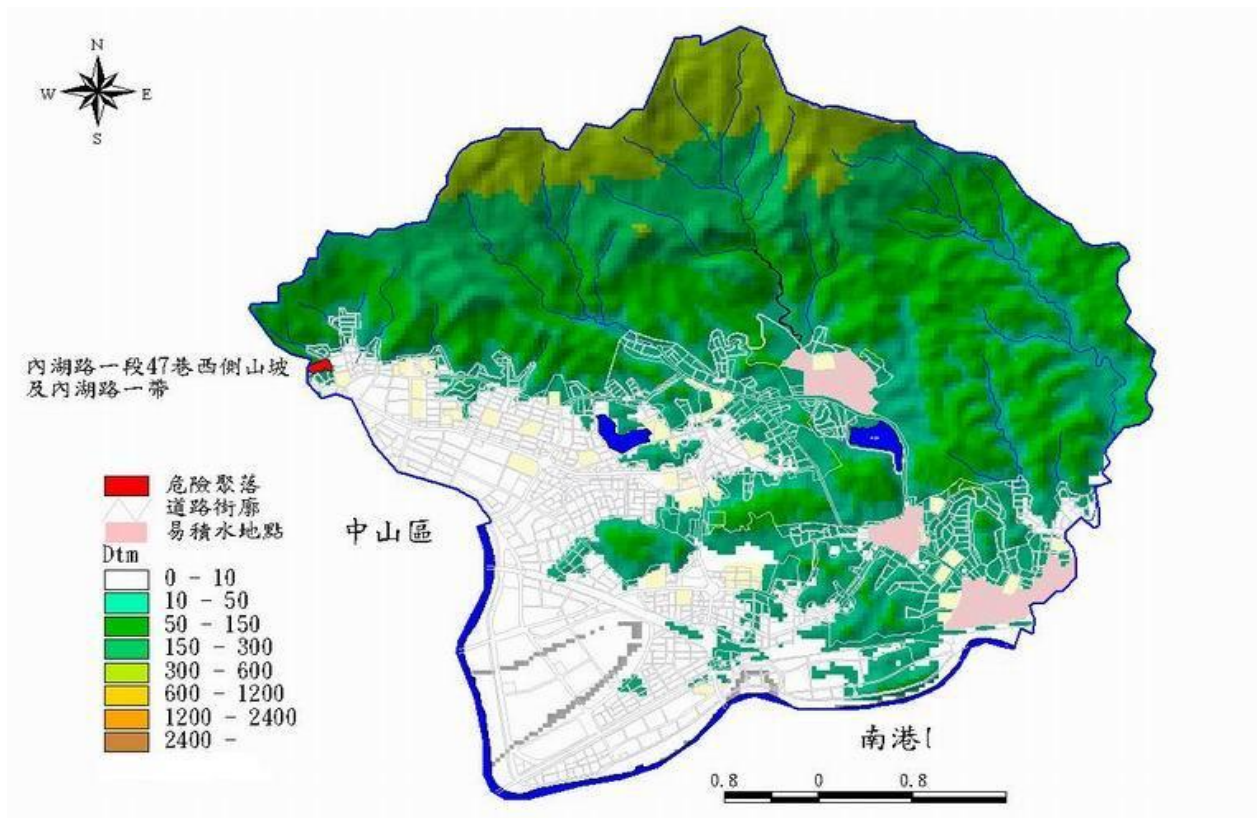 N
W E
S
內湖路一段47巷西側山坡
及內湖路一帶
危險聚落
道路街廓
易積水地點
Dtm
0 - 10
10 - 50
50 - 150
150 - 300
300 - 600
600 - 1200
1200 - 2400
2400 -
中山區
南港
0.8 0 0.8